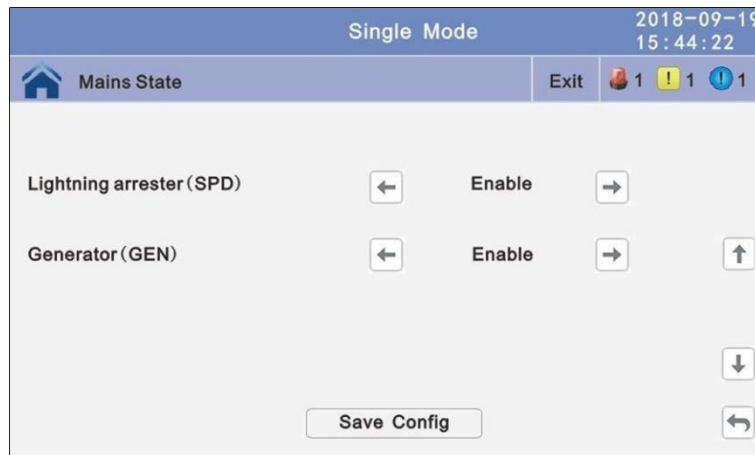 Single Mode
2018-09-19
15:44:22
Mains State
Exit
1
! 1
! 1
Lightning arrester(SPD)
Enable
Generator(GEN)
Enable
Save Config